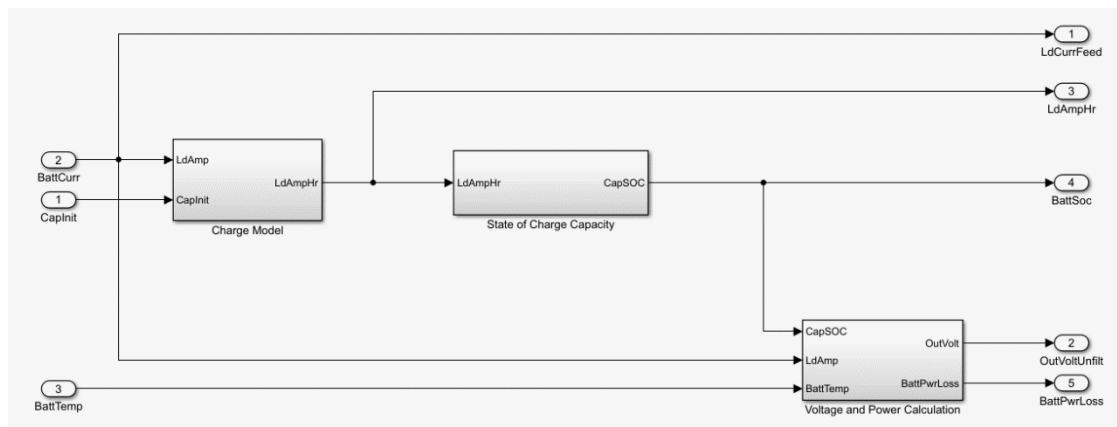 1
LdCurrFeed
3
LdAmpHr
2
BattCurr
LdAmp
LdAmpHr
CapInit
Charge Model
1
CapInit
LdAmpHr
CapSOC
State of Charge Capacity
4
BattSoc
CapSOC
OutVolt
LdAmp
BattTemp
BattPwrLoss
Voltage and Power Calculation
2
OutVoltUnfilt
3
BattTemp
5
BattPwrLoss